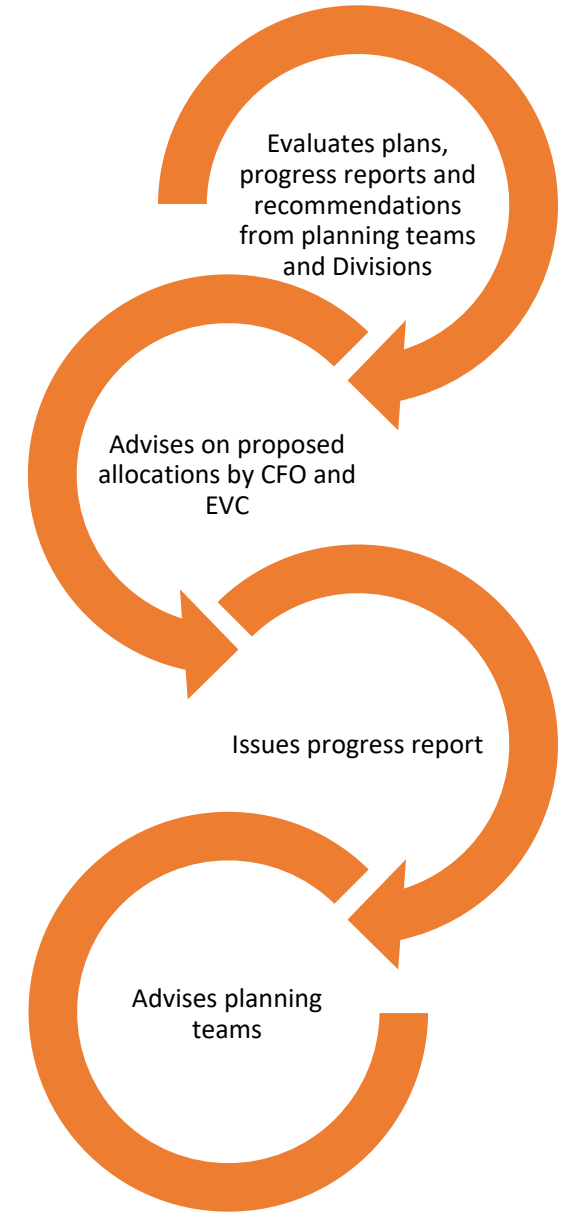 Evaluates plans,
progress reports and
recommendations
from planning teams
and Divisions
Advises on proposed
allocations by CFO and
EVC
Issues progress report
Advises planning
teams